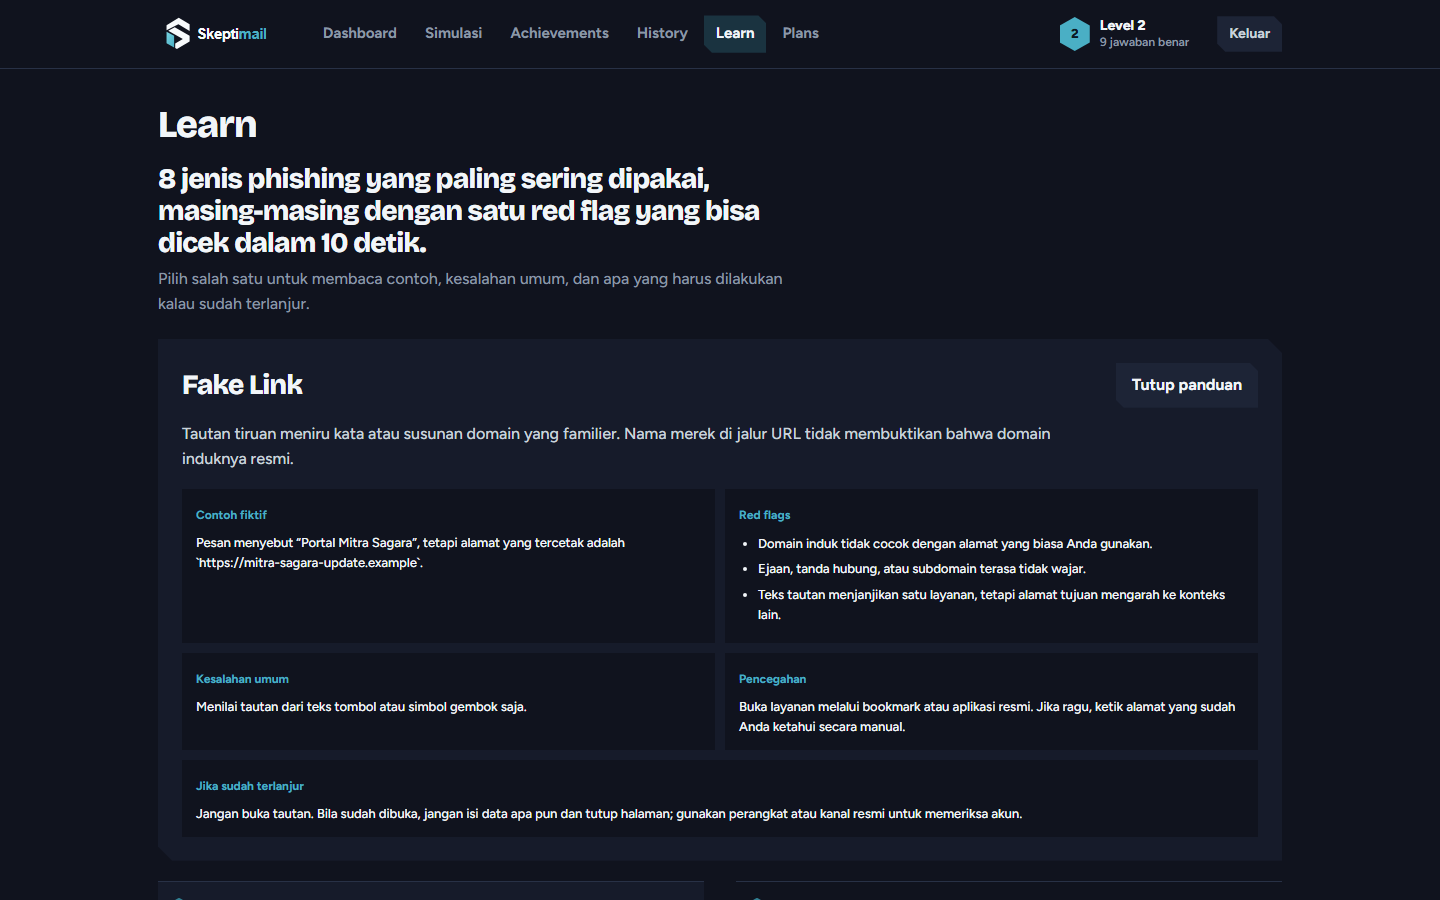 Skeptimail
Dashboard
Simulasi
Achievements
History
Learn
Plans
2
Level 2
9 jawaban benar
Keluar
Learn
8 jenis phishing yang paling sering dipakai,
masing-masing dengan satu red flag yang bisa
dicek dalam 10 detik.
Pilih salah satu untuk membaca contoh, kesalahan umum, dan apa yang harus dilakukan
kalau sudah terlanjur.
Fake Link
Tutup panduan
Tautan tiruan meniru kata atau susunan domain yang familier. Nama merek di jalur URL tidak membuktikan bahwa domain
induknya resmi.
Contoh fiktif
Pesan menyebut “Portal Mitra Sagara”, tetapi alamat yang tercetak adalah
`https://mitra-sagara-update.example`.
Red flags
• Domain induk tidak cocok dengan alamat yang biasa Anda gunakan.
• Ejaan, tanda hubung, atau subdomain terasa tidak wajar.
• Teks tautan menjanjikan satu layanan, tetapi alamat tujuan mengarah ke konteks
lain.
Kesalahan umum
Menilai tautan dari teks tombol atau simbol gembok saja.
Pencegahan
Buka layanan melalui bookmark atau aplikasi resmi. Jika ragu, ketik alamat yang sudah
Anda ketahui secara manual.
Jika sudah terlanjur
Jangan buka tautan. Bila sudah dibuka, jangan isi data apa pun dan tutup halaman; gunakan perangkat atau kanal resmi untuk memeriksa akun.